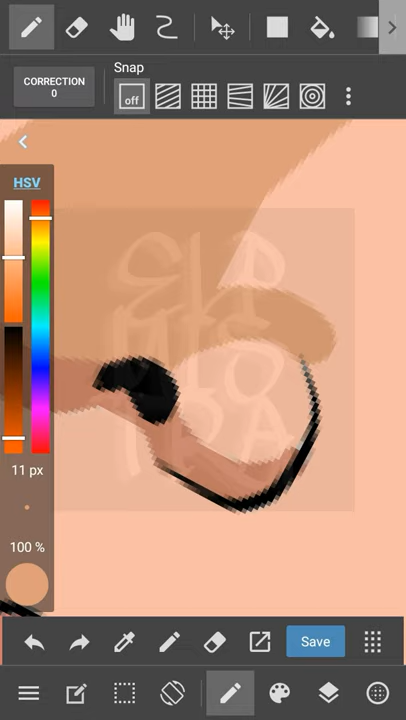 CORRECTION
0
Snap
off
HSV
11 px
100 %
Save